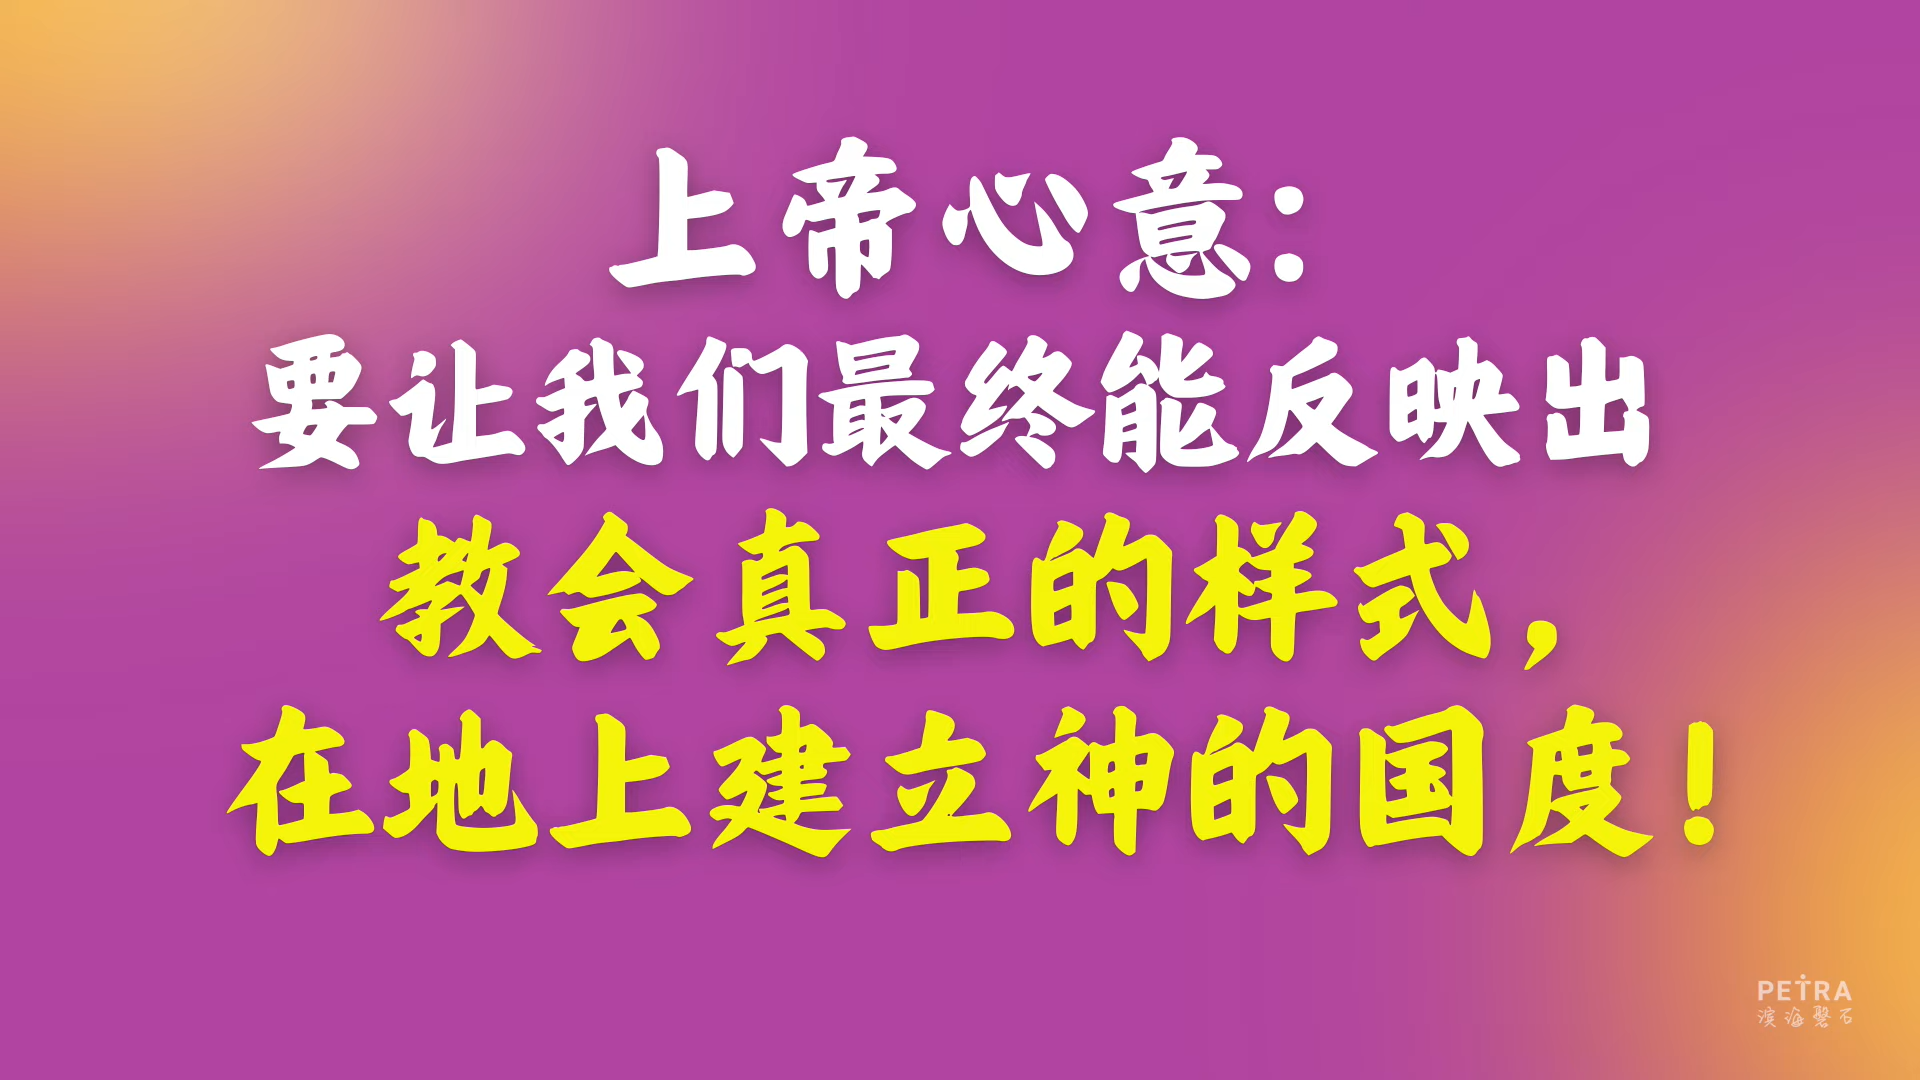 上帝心意：
要让我们最终能反映出
教会真正的样式，
在地上建立神的国度！
PETRA
滨海磐石